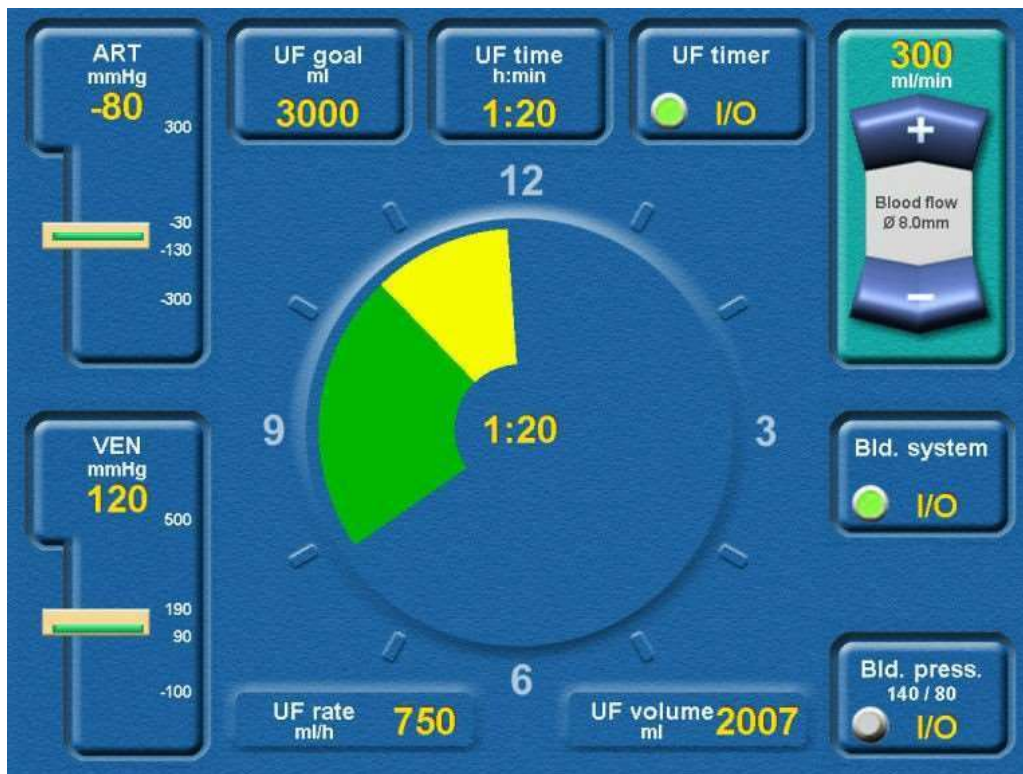 ART
mmHg
-80
300
-30
-130
-300
UF goal
ml
3000
UF time
h:min
1:20
UF timer
I/O
300
ml/min
+
Blood flow
Ø 8.0mm
−
12
9
1:20
3
6
VEN
mmHg
120
500
190
90
-100
Bld. system
I/O
UF rate
ml/h
750
UF volume
ml
2007
Bld. press.
140 / 80
I/O